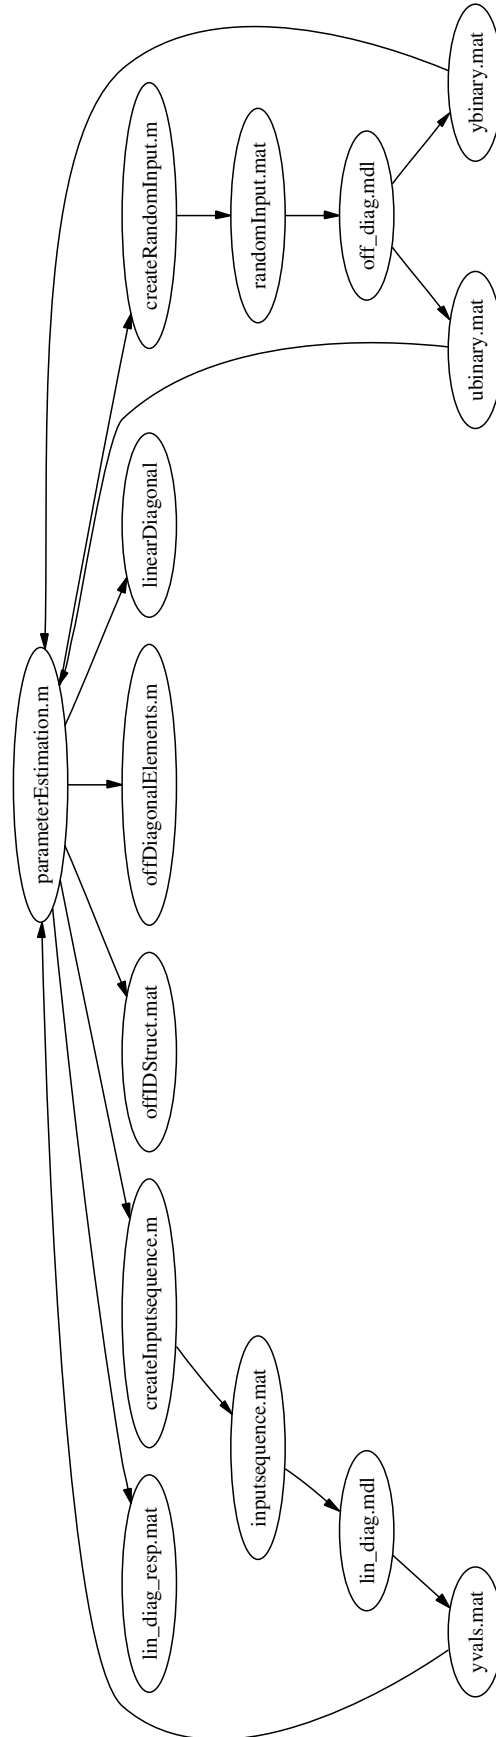 parameterEstimation.m
lin_diag_resp.mat
createInputsequence.m
offIDStruct.mat
offDiagonalElements.m
linearDiagonal
createRandomInput.m
inputsequence.mat
randomInput.mat
lin_diag.mdl
off_diag.mdl
yvals.mat
ubinary.mat
ybinary.mat